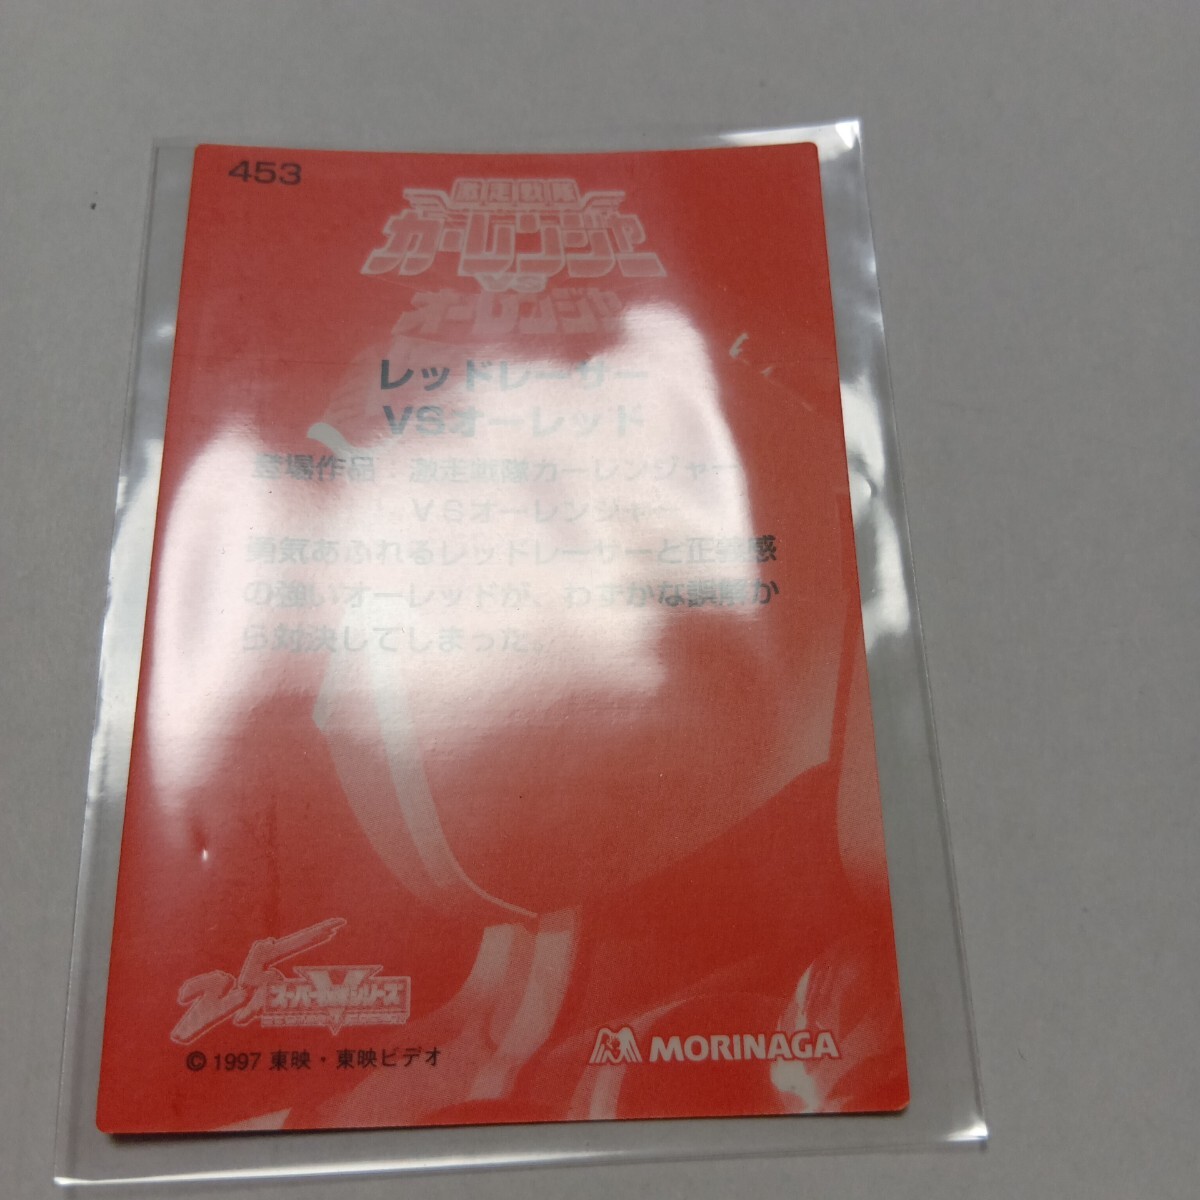 453
激走戦隊
カーレンジャー
VS
オーレンジャー
レッドレーサー
VSオーレッド
登場作品：激走戦隊カーレンジャー
VSオーレンジャー
勇気あふれるレッドレーサーと正義感
の強いオーレッドが、わずかな誤解か
ら対決してしまった。
25 スーパー戦隊シリーズ
© 1997 東映・東映ビデオ
MORINAGA